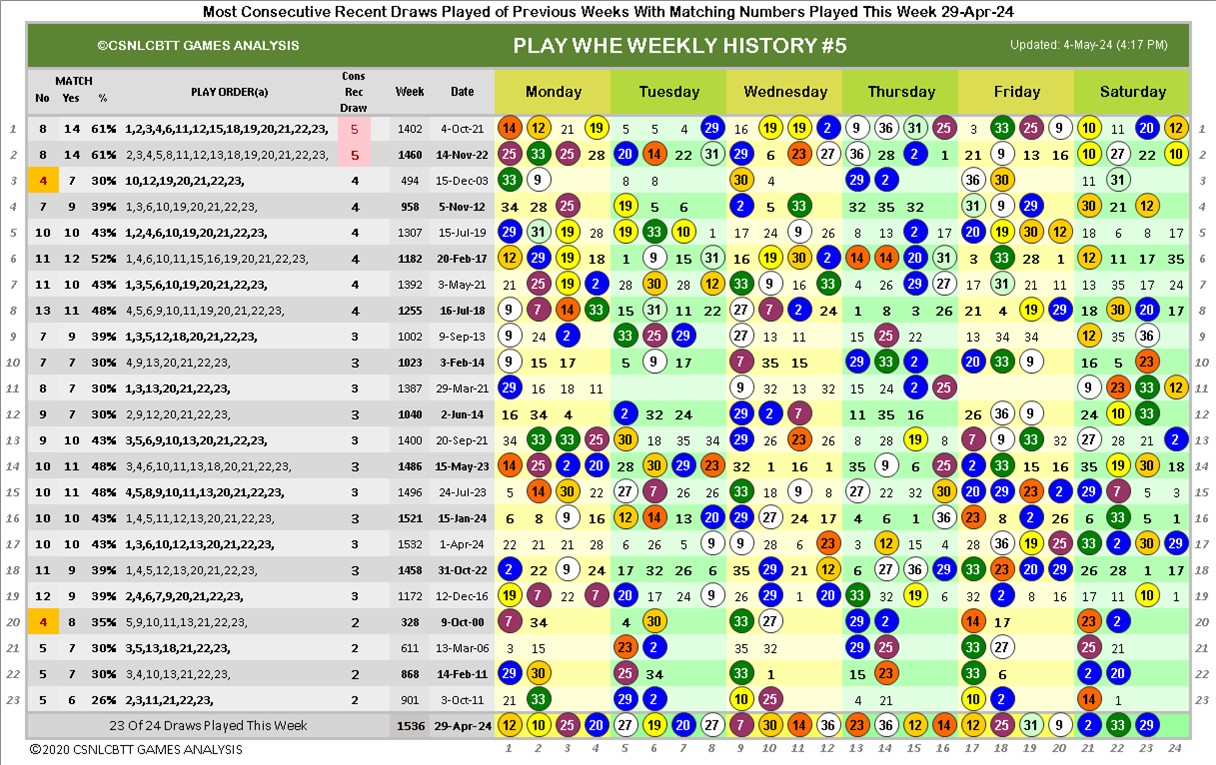 Most Consecutive Recent Draws Played of Previous Weeks With Matching Numbers Played This Week 29-Apr-24
©CSNLCBTT GAMES ANALYSIS PLAY WHE WEEKLY HISTORY #5 Updated: 4-May-24 (4:17 PM)
No MATCH Yes % PLAY ORDER(a) Cons Rec Draw Week Date Monday Tuesday Wednesday Thursday Friday Saturday
1 8 14 61% 1,2,3,4,6,11,12,15,18,19,20,21,22,23, 5 1402 4-Oct-21 14 12 21 19 5 5 4 29 16 19 19 2 9 36 31 25 3 33 25 9 10 11 20 12 1
2 14 61% 2,3,4,5,8,11,12,13,18,19,20,21,22,23, 5 1460 14-Nov-22 25 33 25 28 20 14 22 31 29 6 23 27 36 28 2 1 21 9 13 16 10 27 22 10 2
3 4 7 30% 10,12,19,20,21,22,23, 4 494 15-Dec-03 33 9 8 8 30 4 29 2 36 30 11 31 3
4 7 9 39% 1,3,6,10,19,20,21,22,23, 4 958 5-Nov-12 34 28 25 19 5 6 2 5 33 32 35 32 31 9 29 30 21 12 4
5 10 10 43% 1,2,4,6,10,19,20,21,22,23, 4 1307 15-Jul-19 29 31 19 28 19 33 10 1 17 24 9 26 8 13 2 17 20 19 30 12 18 6 8 17 5
6 11 12 52% 1,4,6,10,11,15,16,19,20,21,22,23, 4 1182 20-Feb-17 12 29 19 18 1 9 15 31 16 19 30 2 14 14 20 31 3 33 28 1 12 11 17 35 6
7 11 10 43% 1,3,5,6,10,19,20,21,22,23, 4 1392 3-May-21 21 25 19 2 28 30 28 12 33 9 16 33 4 26 29 27 17 31 21 11 13 35 17 24 7
8 13 11 48% 4,5,6,9,10,11,19,20,21,22,23, 4 1255 16-Jul-18 9 7 14 33 15 31 11 22 27 7 2 24 1 8 3 26 21 4 19 29 18 30 20 17 8
9 7 9 39% 1,3,5,12,18,20,21,22,23, 3 1002 9-Sep-13 9 24 2 33 25 29 27 13 11 15 25 22 13 34 34 12 35 36 9
10 7 7 30% 4,9,13,20,21,22,23, 3 1023 3-Feb-14 9 15 17 5 9 17 7 35 15 29 33 2 20 33 9 16 5 23 10
11 8 7 30% 1,3,13,20,21,22,23, 3 1387 29-Mar-21 29 16 18 11 9 32 13 32 15 24 2 25 9 23 33 12 11
12 9 7 30% 2,9,12,20,21,22,23, 3 1040 2-Jun-14 16 34 4 2 32 24 29 2 7 11 35 16 26 36 9 24 10 33 12
13 9 10 43% 3,5,6,9,10,13,20,21,22,23, 3 1400 20-Sep-21 34 33 33 25 30 18 35 34 29 26 23 26 8 28 19 8 7 9 33 32 27 28 21 2 13
14 10 11 48% 3,4,6,10,11,13,18,20,21,22,23, 3 1486 15-May-23 14 25 2 20 28 30 29 23 32 1 16 1 35 9 6 25 2 33 15 16 35 19 30 18 14
15 10 11 48% 4,5,8,9,10,11,13,20,21,22,23, 3 1496 24-Jul-23 5 14 30 22 27 7 26 26 33 18 9 8 27 22 32 30 20 29 23 2 29 7 5 3 15
16 10 10 43% 1,4,5,11,12,13,20,21,22,23, 3 1521 15-Jan-24 6 8 9 16 12 14 13 20 29 27 24 17 4 6 1 36 23 8 2 26 6 33 5 1 16
17 10 10 43% 1,3,6,10,12,13,20,21,22,23, 3 1532 1-Apr-24 22 21 21 28 6 26 5 9 9 28 6 23 3 12 15 4 28 36 19 25 33 2 30 29 17
18 11 9 39% 1,4,5,12,13,20,21,22,23, 3 1458 31-Oct-22 2 22 9 24 17 32 26 6 35 29 21 12 6 27 36 29 33 23 20 29 26 28 1 17 18
19 12 9 39% 2,4,6,7,9,20,21,22,23, 3 1172 12-Dec-16 19 7 22 7 20 17 24 9 26 29 1 20 33 32 19 6 32 2 8 16 17 11 10 1 19
20 4 35% 5,9,10,11,13,21,22,23, 2 328 9-Oct-00 7 34 4 30 33 27 29 2 14 17 23 2 20
21 5 7 30% 3,5,13,18,21,22,23, 2 611 13-Mar-06 3 15 23 2 35 32 29 25 33 27 25 21 21
22 5 7 30% 3,4,10,13,21,22,23, 2 868 14-Feb-11 29 30 25 34 33 1 15 23 33 6 2 20 22
23 5 6 26% 2,3,11,21,22,23, 2 901 3-Oct-11 21 33 29 2 10 25 4 21 10 2 14 1 23
23 Of 24 Draws Played This Week 1536 29-Apr-24 12 10 25 20 27 19 20 27 7 30 14 36 23 36 12 14 12 25 31 9 2 33 29
©2020 CSNLCBTT GAMES ANALYSIS 1 2 3 4 5 6 7 8 9 10 11 12 13 14 15 16 17 18 19 20 21 22 23 24